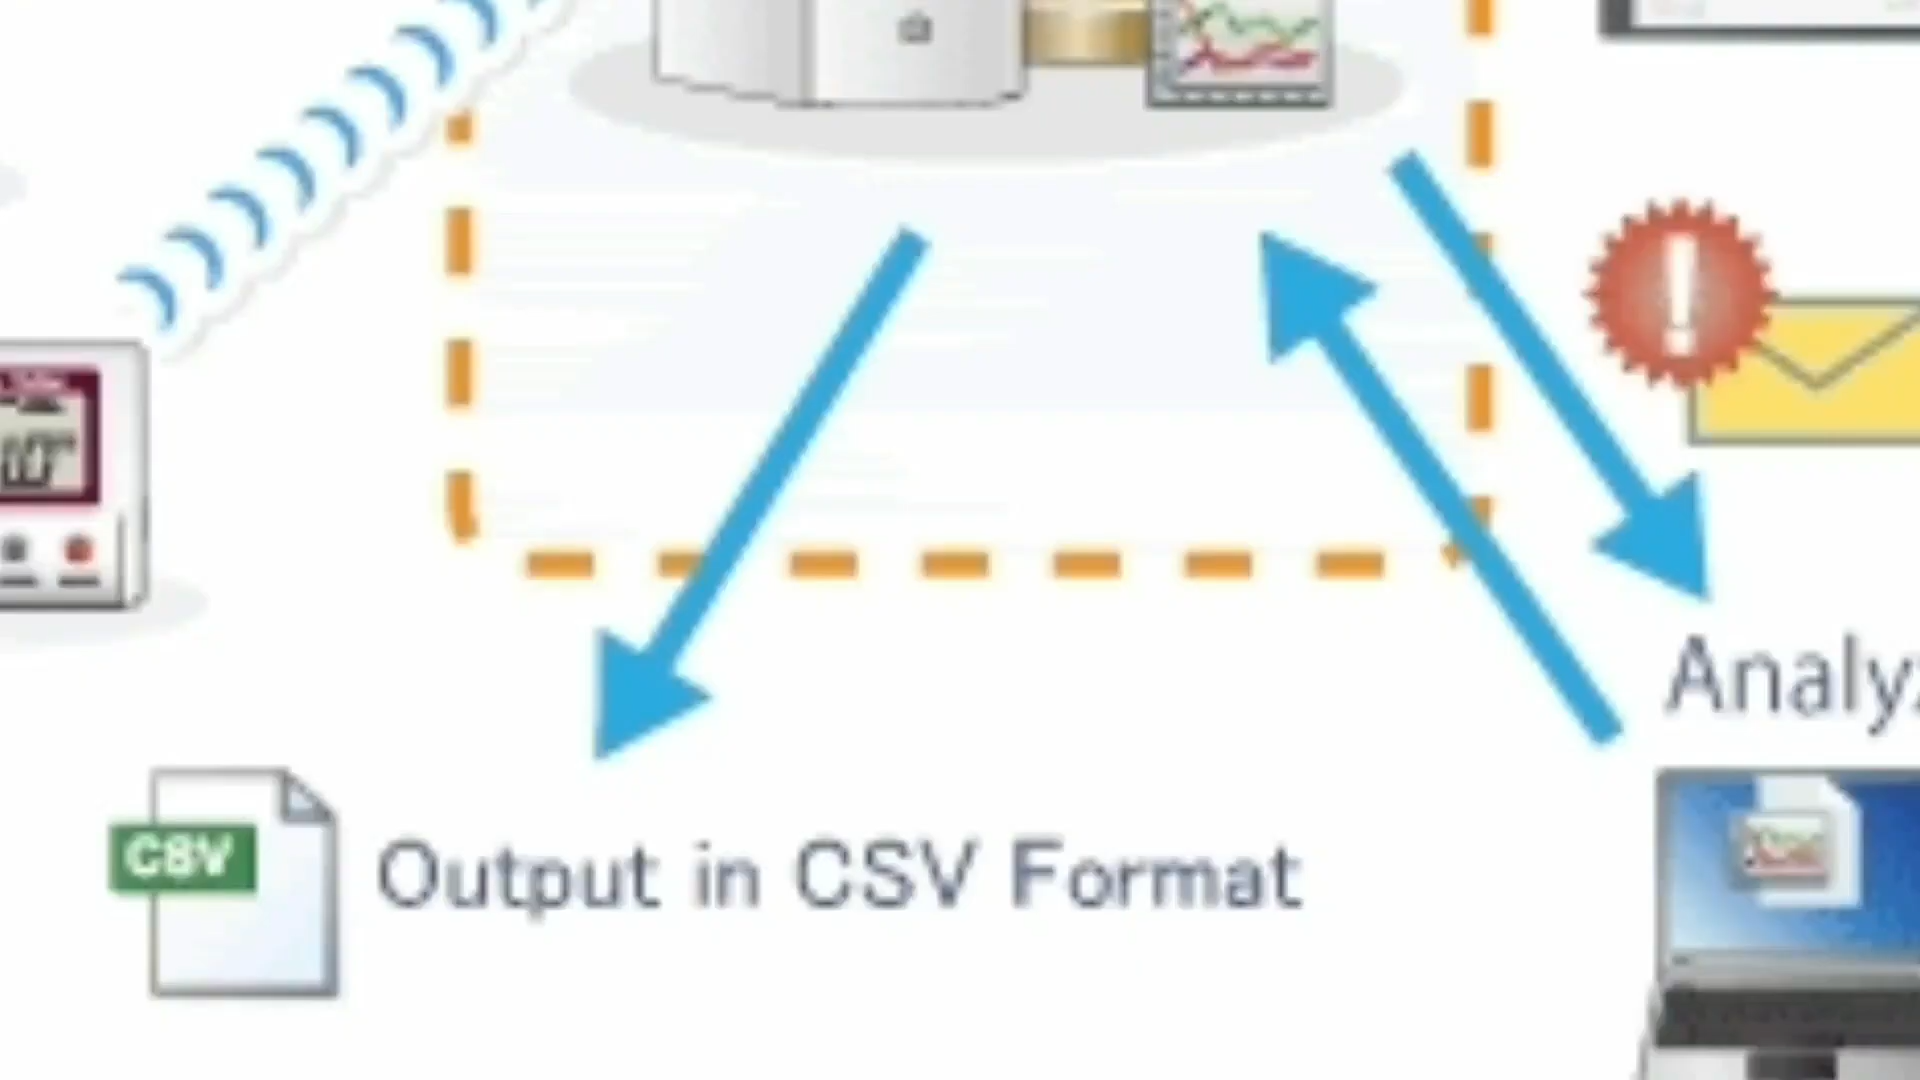 Analy
CSV
Output in CSV Format